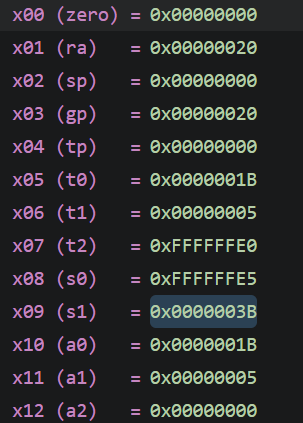 x00 (zero) = 0x00000000
x01 (ra) = 0x00000020
x02 (sp) = 0x00000000
x03 (gp) = 0x00000020
x04 (tp) = 0x00000000
x05 (t0) = 0x0000001B
x06 (t1) = 0x00000005
x07 (t2) = 0xFFFFFFE0
x08 (s0) = 0xFFFFFFE5
x09 (s1) = 0x0000003B
x10 (a0) = 0x0000001B
x11 (a1) = 0x00000005
x12 (a2) = 0x00000000